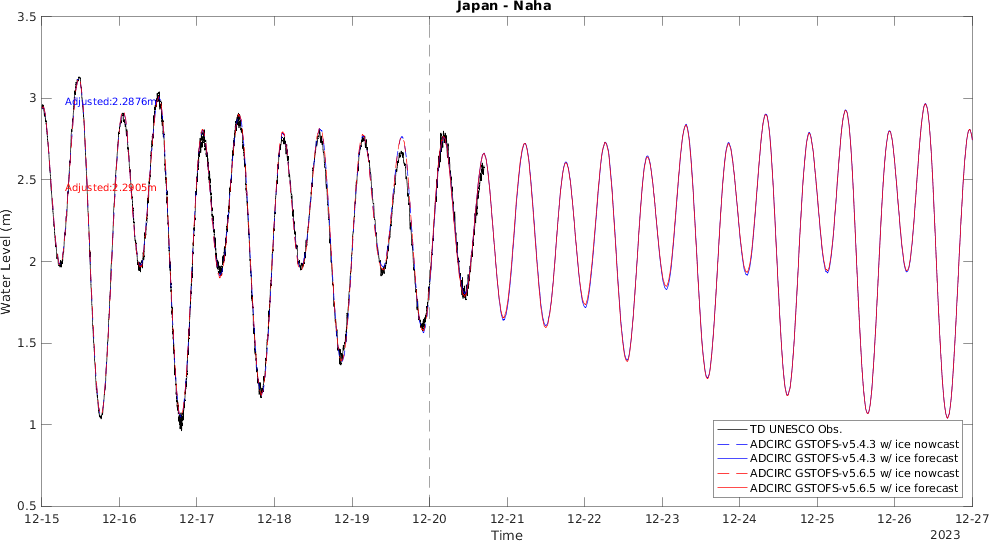 Japan - Naha
3.5
3
2.5
2
1.5
1
0.5
Water Level (m)
Adjusted:2.2876m
Adjusted:2.2905m
TD UNESCO Obs.
ADCIRC GSTOFS-v5.4.3 w/ ice nowcast
ADCIRC GSTOFS-v5.4.3 w/ ice forecast
ADCIRC GSTOFS-v5.6.5 w/ ice nowcast
ADCIRC GSTOFS-v5.6.5 w/ ice forecast
12-15 12-16 12-17 12-18 12-19 12-20 12-21 12-22 12-23 12-24 12-25 12-26 12-27
Time
2023